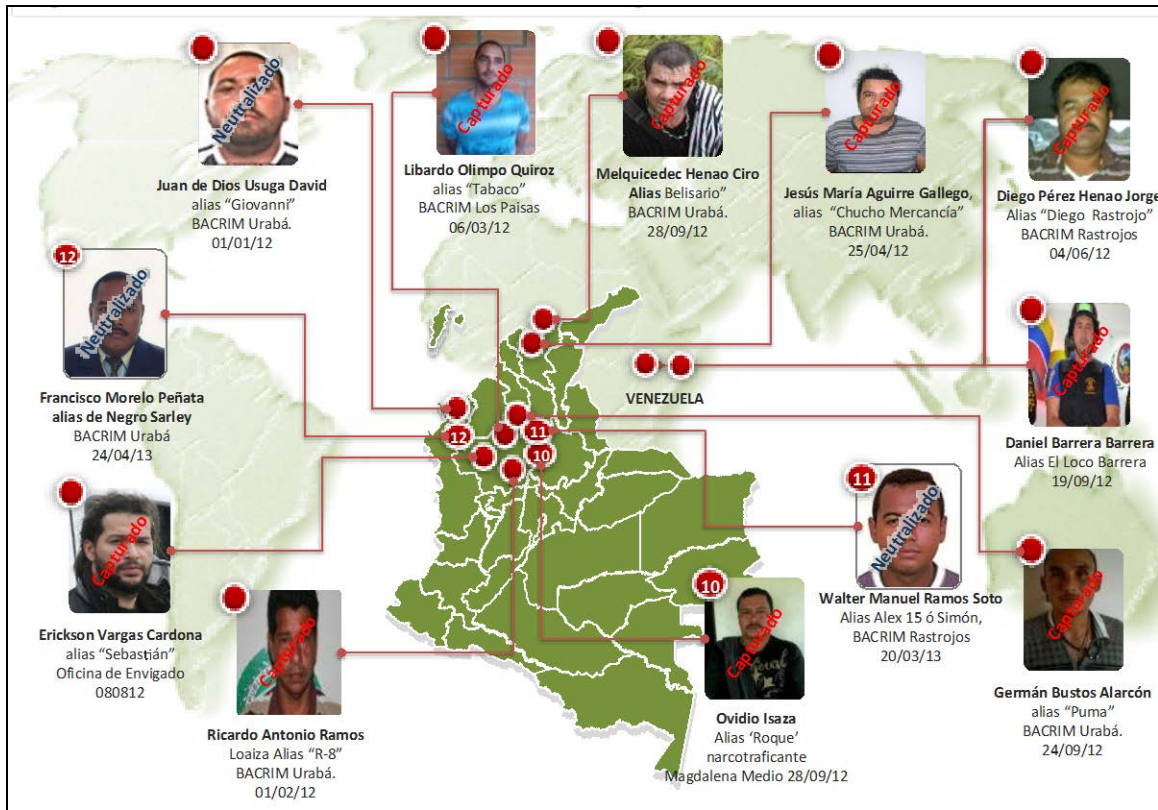 Neutralizado
Juan de Dios Usuga David
alias “Giovanni”
BACRIM Urabá.
01/01/12
Capturado
Libardo Olimpo Quiroz
alias “Tabaco”
BACRIM Los Paisas
06/03/12
Capturado
Melquicedec Henao Ciro
Alias Belisario”
BACRIM Urabá.
28/09/12
Capturado
Jesús María Aguirre Gallego,
alias “Chucho Mercancía”
BACRIM Urabá.
25/04/12
Capturado
Diego Pérez Henao Jorge
Alias “Diego Rastrojo”
BACRIM Rastrojos
04/06/12
12
Neutralizado
Francisco Morelo Peñata
alias de Negro Sarley
BACRIM Urabá
24/04/13
VENEZUELA
12
11
10
Capturado
Daniel Barrera Barrera
Alias El Loco Barrera
19/09/12
Capturado
Erickson Vargas Cardona
alias “Sebastián”
Oficina de Envigado
080812
Capturado
Ricardo Antonio Ramos
Loaiza Alias “R-8”
BACRIM Urabá.
01/02/12
10
Capturado
Ovidio Isaza
Alias ‘Roque’
narcotraficante
Magdalena Medio 28/09/12
11
Neutralizado
Walter Manuel Ramos Soto
Alias Alex 15 ó Simón,
BACRIM Rastrojos
20/03/13
Capturado
Germán Bustos Alarcón
alias “Puma”
BACRIM Urabá.
24/09/12